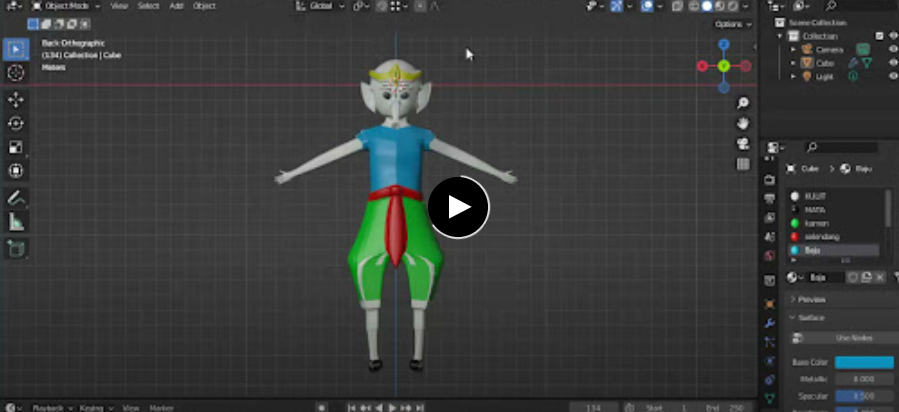 Object Mode View Select Add Object Global
Options
Back Orthographic
(134) Collection | Cube
Meters
Scene Collection
Collection
Camera
Cube
Light
Cube > Baju
KULIT
MATA
kamen
selendang
Baju
Baju
Preview
Surface
Use Nodes
Base Color
Metallic 0.000
Specular 0.500
Playback Keying View Marker
134 Start 1 End 250